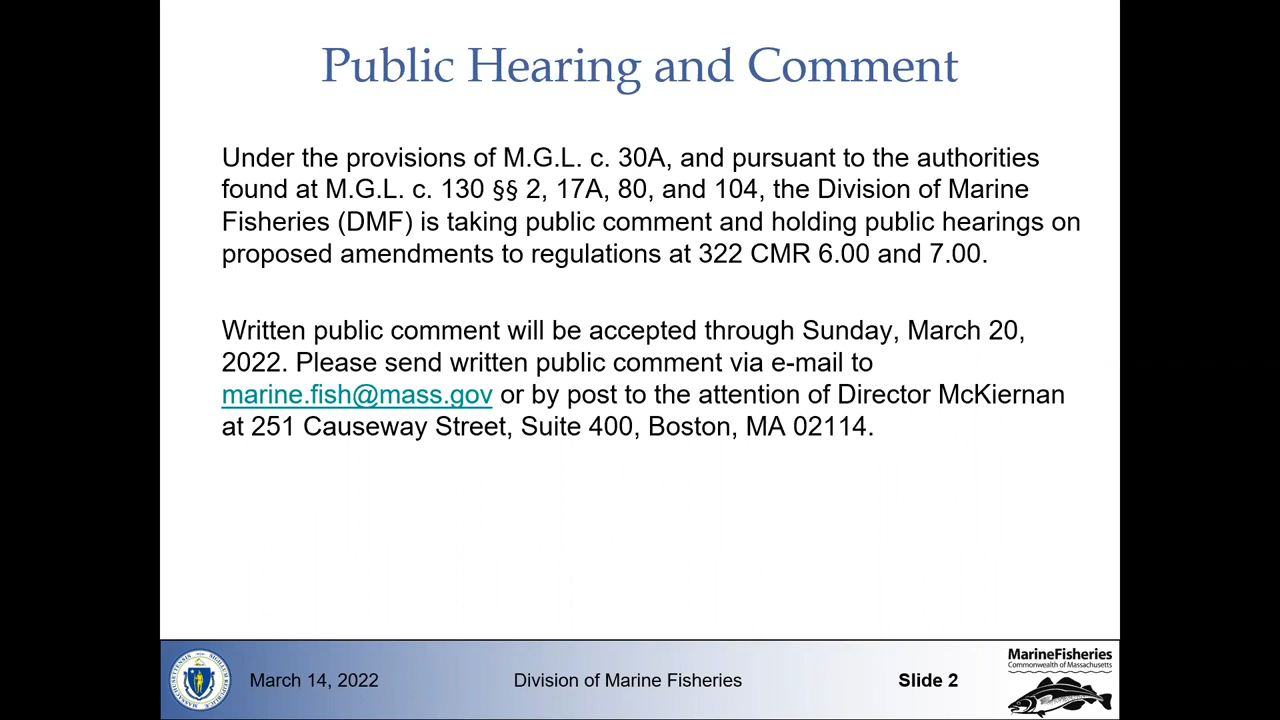 Public Hearing and Comment
Under the provisions of M.G.L. c. 30A, and pursuant to the authorities
found at M.G.L. c. 130 §§ 2, 17A, 80, and 104, the Division of Marine
Fisheries (DMF) is taking public comment and holding public hearings on
proposed amendments to regulations at 322 CMR 6.00 and 7.00.
Written public comment will be accepted through Sunday, March 20,
2022. Please send written public comment via e-mail to
marine.fish@mass.gov or by post to the attention of Director McKiernan
at 251 Causeway Street, Suite 400, Boston, MA 02114.
March 14, 2022
Division of Marine Fisheries
Slide 2
MarineFisheries
Commonwealth of Massachusetts